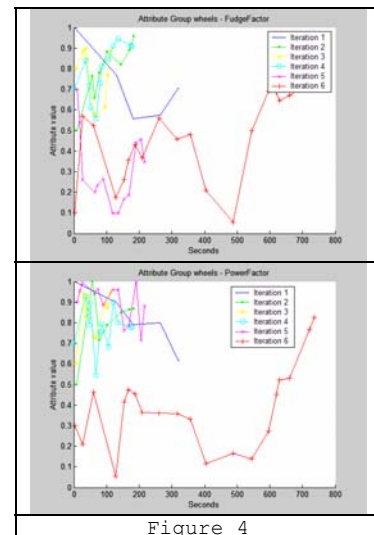 Attribute Group wheels - FudgeFactor
Attribute value
1
0.9
0.8
0.7
0.6
0.5
0.4
0.3
0.2
0.1
0
0 100 200 300 400 500 600 700 800
Seconds
Iteration 1
Iteration 2
Iteration 3
Iteration 4
Iteration 5
Iteration 6
Attribute Group wheels - PowerFactor
Attribute value
1
0.9
0.8
0.7
0.6
0.5
0.4
0.3
0.2
0.1
0
0 100 200 300 400 500 600 700 800
Seconds
Iteration 1
Iteration 2
Iteration 3
Iteration 4
Iteration 5
Iteration 6
Figure 4